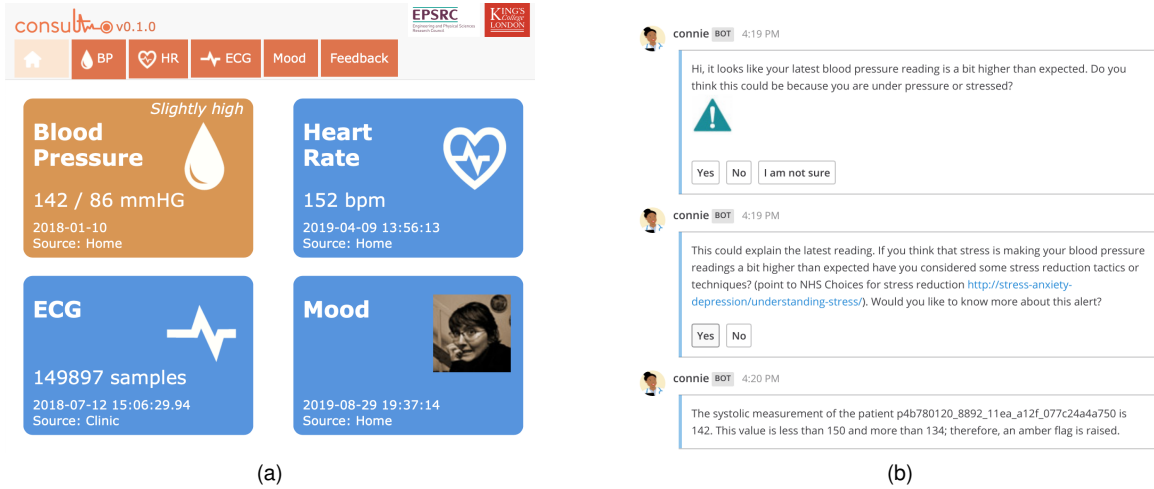 consult v0.1.0
EPSRC
Engineering and Physical Sciences
Research Council
KING'S
College
LONDON
BP
HR
ECG
Mood
Feedback
Slightly high
Blood
Pressure
142 / 86 mmHG
2018-01-10
Source: Home
Heart
Rate
152 bpm
2019-04-09 13:56:13
Source: Home
ECG
149897 samples
2018-07-12 15:06:29.94
Source: Clinic
Mood
2019-08-29 19:37:14
Source: Home
(a)
connie BOT 4:19 PM
Hi, it looks like your latest blood pressure reading is a bit higher than expected. Do you
think this could be because you are under pressure or stressed?
Yes No I am not sure
connie BOT 4:19 PM
This could explain the latest reading. If you think that stress is making your blood pressure
readings a bit higher than expected have you considered some stress reduction tactics or
techniques? (point to NHS Choices for stress reduction http://stress-anxiety-
depression/understanding-stress/). Would you like to know more about this alert?
Yes No
connie BOT 4:20 PM
The systolic measurement of the patient p4b780120_8892_11ea_a12f_077c24a4a750 is
142. This value is less than 150 and more than 134; therefore, an amber flag is raised.
(b)